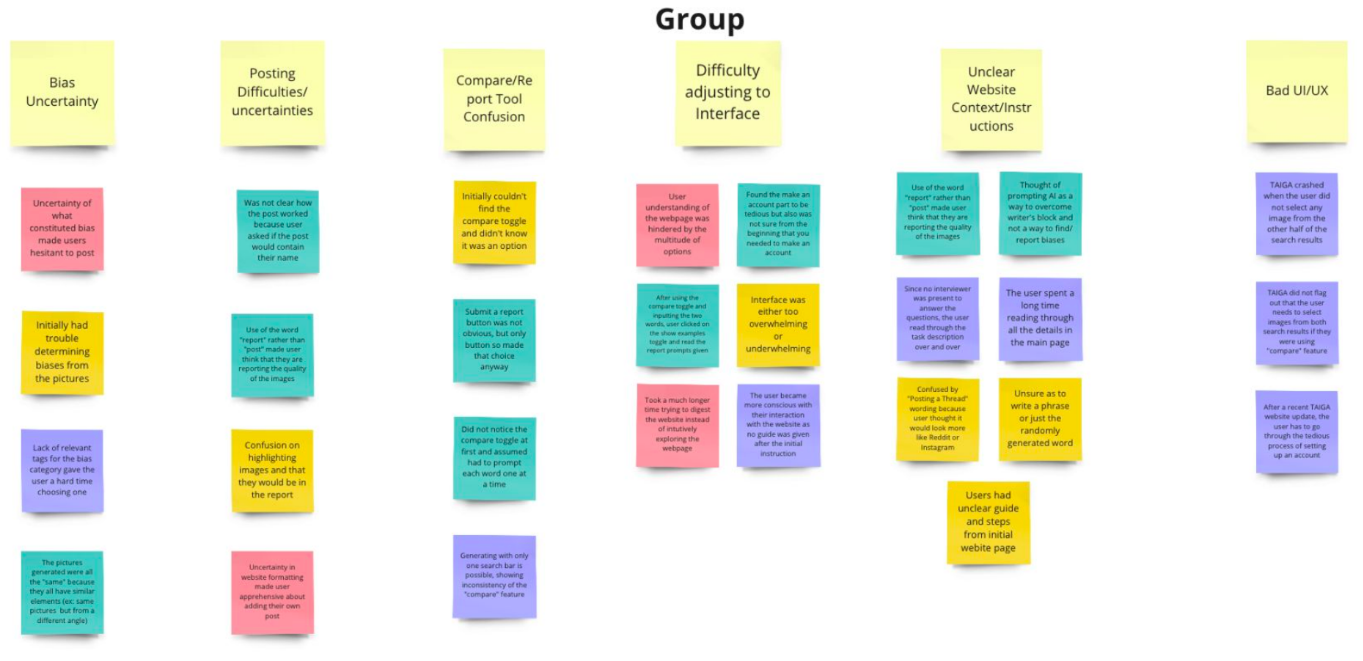 Group
Bias
Uncertainty
Uncertainty of
what
constituted bias
made users
hesitant to post
Initially had
trouble
determining
biases from
the pictures
Lack of relevant
tags for the bias
category gave the
user a hard time
choosing one
The pictures
generated were all
the "same" because
they all have similar
elements (ex: same
pictures but from a
different angle)
Posting
Difficulties/
uncertainties
Was not clear how
the post worked
because user
asked if the post
would contain
their name
Use of the word
"report" rather than
"post" made user
think that they are
reporting the quality
of the images
Confusion on
highlighting
images and that
they would be in
the report
Uncertainty in
website formatting
made user
apprehensive about
adding their own
post
Compare/Re
port Tool
Confusion
Initially couldn't
find the
compare toggle
and didn't know
it was an option
Submit a report
button was not
obvious, but only
button so made
that choice
anyway
Did not notice the
compare toggle at
first and assumed
had to prompt
each word one at
a time
Generating with only
one search bar is
possible, showing
inconsistency of the
"compare" feature
Difficulty
adjusting to
Interface
User
understanding of
the webpage was
hindered by the
multitude of
options
Found the make an
account part to be
tedious but also was
not sure from the
beginning that you
needed to make an
account
After using the
compare toggle and
inputting the two
words, user clicked on
the show examples
toggle and read the
report prompts given
Interface was
either too
overwhelming
or
underwhelming
Took a much longer
time trying to digest
the website instead
of intutively
exploring the
webpage
The user became
more conscious with
their interaction
with the website as
no guide was given
after the initial
instruction
Unclear
Website
Context/Instr
uctions
Use of the word
"report" rather than
"post" made user
think that they are
reporting the quality
of the images
Thought of
prompting AI as a
way to overcome
writer's block and
not a way to find/
report biases
Since no interviewer
was present to
answer the
questions, the user
read through the
task description
over and over
The user spent a
long time
reading through
all the details in
the main page
Confused by
"Posting a Thread"
wording because
user thought it
would look more
like Reddit or
Instagram
Unsure as to
write a phrase
or just the
randomly
generated word
Users had
unclear guide
and steps
from initial
webite page
Bad UI/UX
TAIGA crashed
when the user did
not select any
image from the
other half of the
search results
TAIGA did not flag
out that the user
needs to select
images from both
search results if they
were using
"compare" feature
After a recent TAIGA
website update, the
user has to go
through the tedious
process of setting
up an account